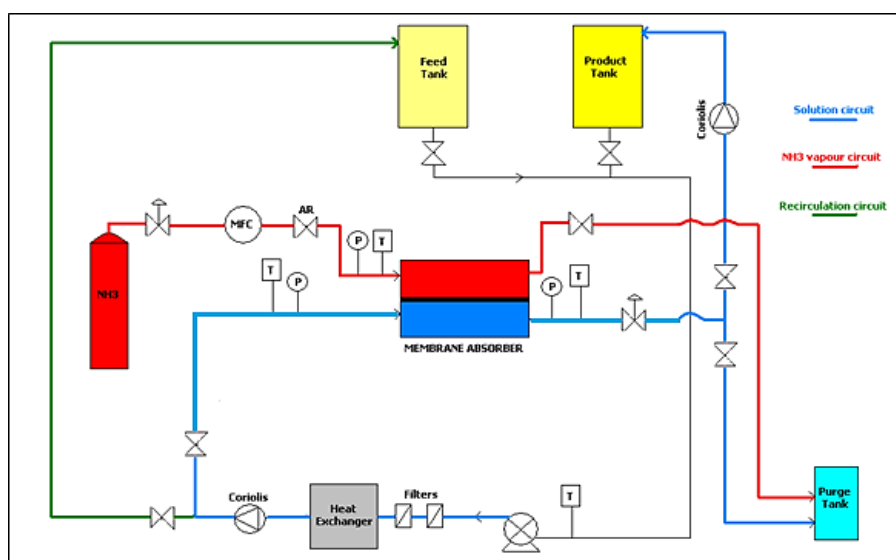 Feed
Tank
Product
Tank
Coriolis
Solution circuit
NH3 vapour circuit
Recirculation circuit
MFC
AR
P
T
NH3
T
P
P
T
MEMBRANE ABSORBER
Coriolis
Heat
Exchanger
Filters
T
Purge
Tank